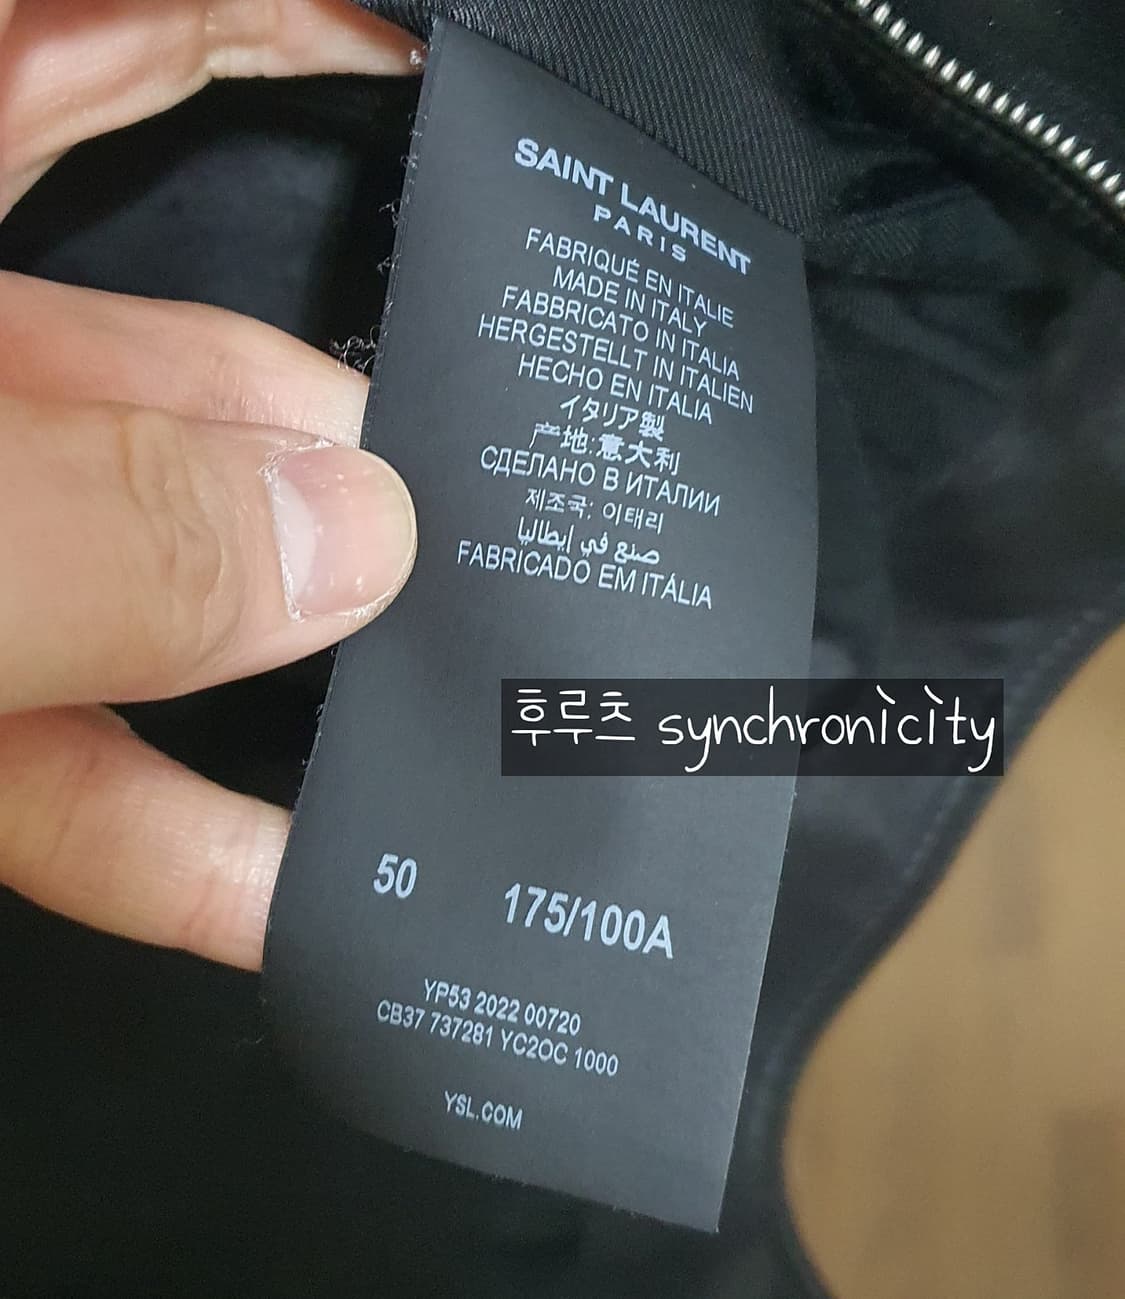 SAINT LAURENT
PARIS
FABRIQUÉ EN ITALIE
MADE IN ITALY
FABBRICATO IN ITALIA
HERGESTELLT IN ITALIEN
HECHO EN ITALIA
イタリア製
产地:意大利
СДЕЛАНО В ИТАЛИИ
제조국: 이태리
صنع في إيطاليا
FABRICADO EM ITÁLIA
후루츠 synchronicity
50 175/100A
YP53 2022 00720
CB37 737281 YC2OC 1000
YSL.COM